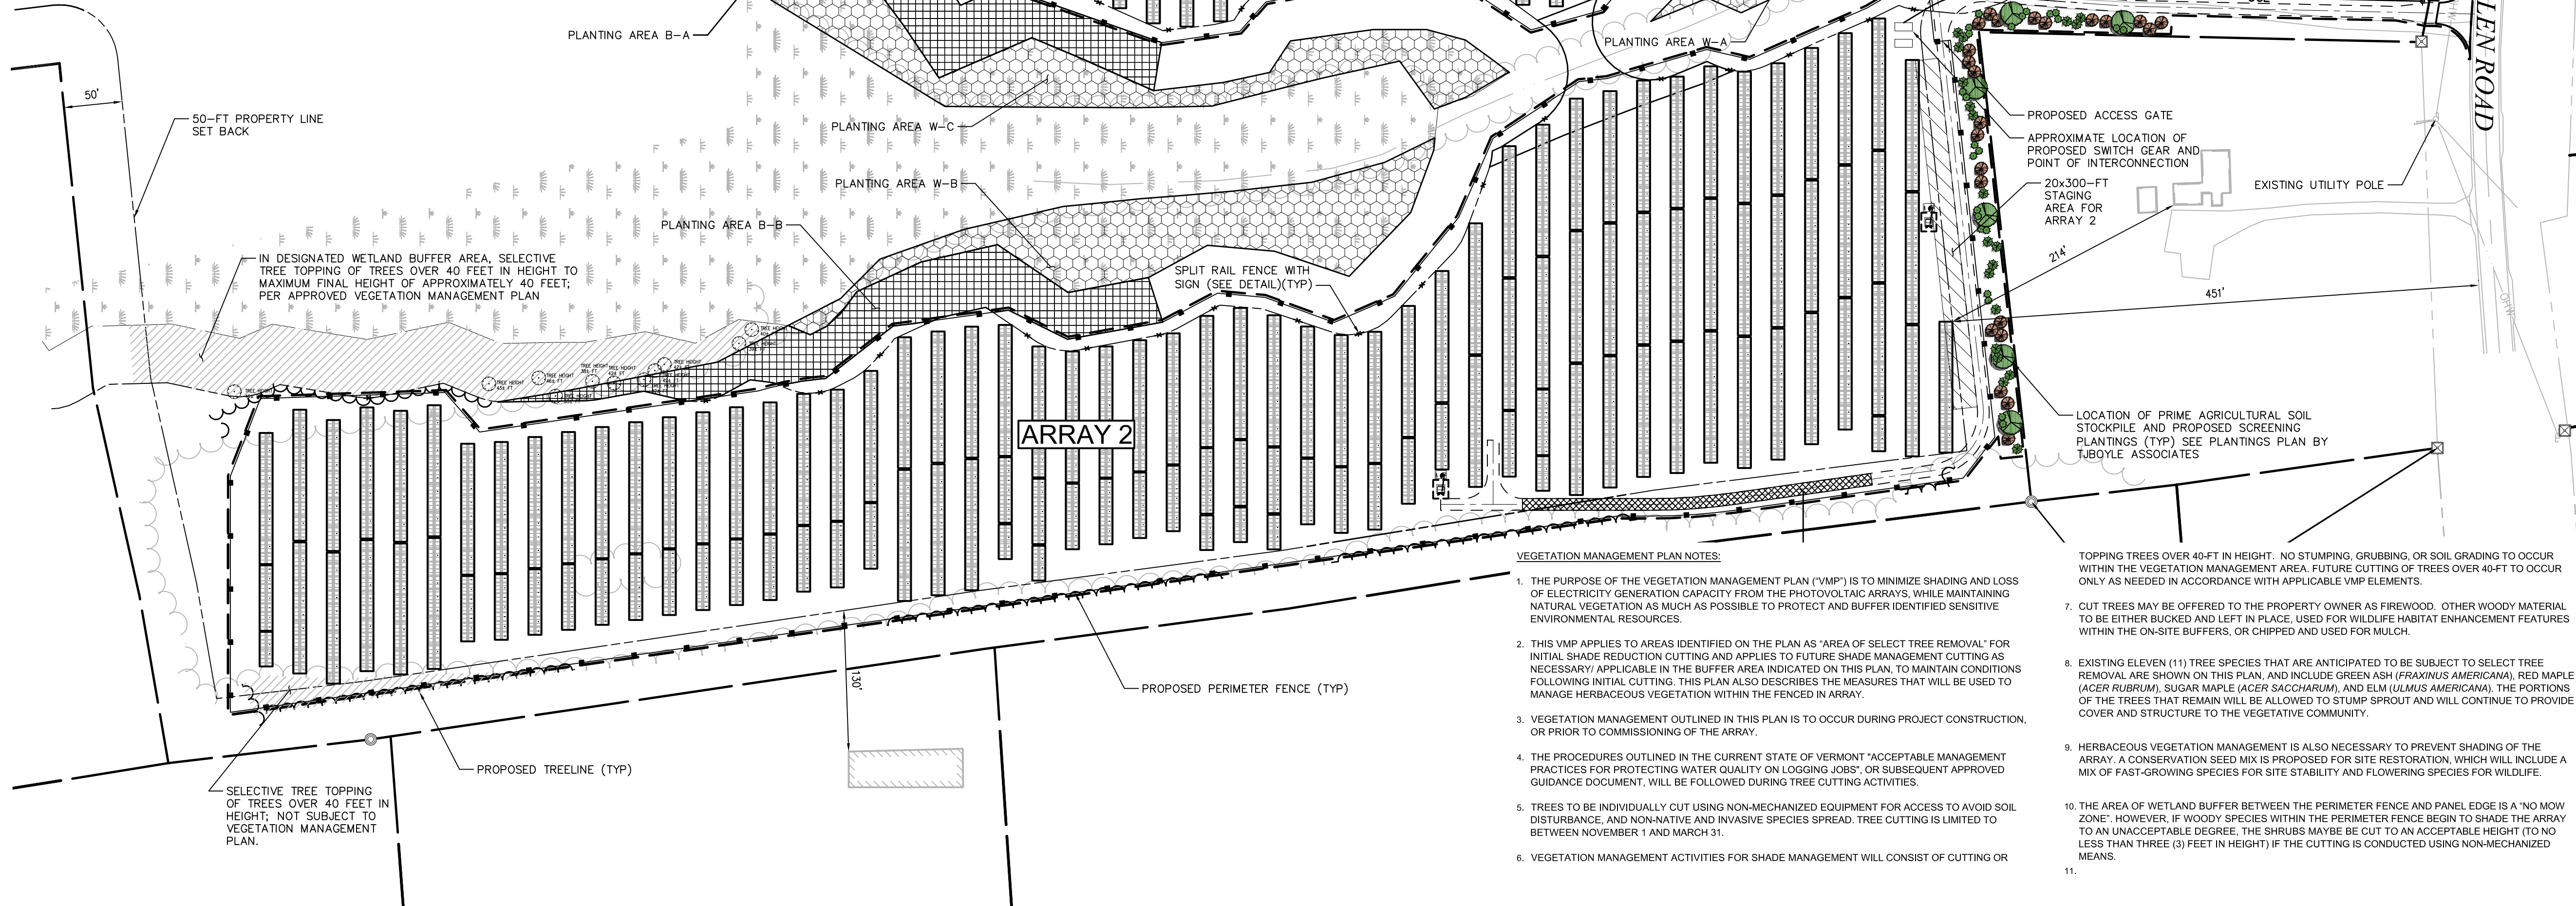 PLANTING AREA B-A
PLANTING AREA W-A
LEN ROAD
50'
50-FT PROPERTY LINE
SET BACK
PLANTING AREA W-C
PROPOSED ACCESS GATE
APPROXIMATE LOCATION OF
PROPOSED SWITCH GEAR AND
POINT OF INTERCONNECTION
PLANTING AREA W-B
20x300-FT
STAGING
AREA FOR
ARRAY 2
EXISTING UTILITY POLE
PLANTING AREA B-B
214'
IN DESIGNATED WETLAND BUFFER AREA, SELECTIVE
TREE TOPPING OF TREES OVER 40 FEET IN HEIGHT TO
MAXIMUM FINAL HEIGHT OF APPROXIMATELY 40 FEET;
PER APPROVED VEGETATION MANAGEMENT PLAN
SPLIT RAIL FENCE WITH
SIGN (SEE DETAIL)(TYP)
451'
OHW
TREE HEIGHT
TREE HEIGHT
TREE HEIGHT
TREE HEIGHT
TREE HEIGHT
TREE HEIGHT
TREE HEIGHT
ARRAY 2
LOCATION OF PRIME AGRICULTURAL SOIL
STOCKPILE AND PROPOSED SCREENING
PLANTINGS (TYP) SEE PLANTINGS PLAN BY
TJBOYLE ASSOCIATES
130'
PROPOSED PERIMETER FENCE (TYP)
PROPOSED TREELINE (TYP)
SELECTIVE TREE TOPPING
OF TREES OVER 40 FEET IN
HEIGHT; NOT SUBJECT TO
VEGETATION MANAGEMENT
PLAN.
VEGETATION MANAGEMENT PLAN NOTES:
1. THE PURPOSE OF THE VEGETATION MANAGEMENT PLAN ("VMP") IS TO MINIMIZE SHADING AND LOSS
OF ELECTRICITY GENERATION CAPACITY FROM THE PHOTOVOLTAIC ARRAYS, WHILE MAINTAINING
NATURAL VEGETATION AS MUCH AS POSSIBLE TO PROTECT AND BUFFER IDENTIFIED SENSITIVE
ENVIRONMENTAL RESOURCES.
2. THIS VMP APPLIES TO AREAS IDENTIFIED ON THE PLAN AS "AREA OF SELECT TREE REMOVAL" FOR
INITIAL SHADE REDUCTION CUTTING AND APPLIES TO FUTURE SHADE MANAGEMENT CUTTING AS
NECESSARY/ APPLICABLE IN THE BUFFER AREA INDICATED ON THIS PLAN, TO MAINTAIN CONDITIONS
FOLLOWING INITIAL CUTTING. THIS PLAN ALSO DESCRIBES THE MEASURES THAT WILL BE USED TO
MANAGE HERBACEOUS VEGETATION WITHIN THE FENCED IN ARRAY.
3. VEGETATION MANAGEMENT OUTLINED IN THIS PLAN IS TO OCCUR DURING PROJECT CONSTRUCTION,
OR PRIOR TO COMMISSIONING OF THE ARRAY.
4. THE PROCEDURES OUTLINED IN THE CURRENT STATE OF VERMONT "ACCEPTABLE MANAGEMENT
PRACTICES FOR PROTECTING WATER QUALITY ON LOGGING JOBS", OR SUBSEQUENT APPROVED
GUIDANCE DOCUMENT, WILL BE FOLLOWED DURING TREE CUTTING ACTIVITIES.
5. TREES TO BE INDIVIDUALLY CUT USING NON-MECHANIZED EQUIPMENT FOR ACCESS TO AVOID SOIL
DISTURBANCE, AND NON-NATIVE AND INVASIVE SPECIES SPREAD. TREE CUTTING IS LIMITED TO
BETWEEN NOVEMBER 1 AND MARCH 31.
6. VEGETATION MANAGEMENT ACTIVITIES FOR SHADE MANAGEMENT WILL CONSIST OF CUTTING OR
TOPPING TREES OVER 40-FT IN HEIGHT. NO STUMPING, GRUBBING, OR SOIL GRADING TO OCCUR
WITHIN THE VEGETATION MANAGEMENT AREA. FUTURE CUTTING OF TREES OVER 40-FT TO OCCUR
ONLY AS NEEDED IN ACCORDANCE WITH APPLICABLE VMP ELEMENTS.
7. CUT TREES MAY BE OFFERED TO THE PROPERTY OWNER AS FIREWOOD. OTHER WOODY MATERIAL
TO BE EITHER BUCKED AND LEFT IN PLACE, USED FOR WILDLIFE HABITAT ENHANCEMENT FEATURES
WITHIN THE ON-SITE BUFFERS, OR CHIPPED AND USED FOR MULCH.
8. EXISTING ELEVEN (11) TREE SPECIES THAT ARE ANTICIPATED TO BE SUBJECT TO SELECT TREE
REMOVAL ARE SHOWN ON THIS PLAN, AND INCLUDE GREEN ASH (FRAXINUS AMERICANA), RED MAPLE
(ACER RUBRUM), SUGAR MAPLE (ACER SACCHARUM), AND ELM (ULMUS AMERICANA). THE PORTIONS
OF THE TREES THAT REMAIN WILL BE ALLOWED TO STUMP SPROUT AND WILL CONTINUE TO PROVIDE
COVER AND STRUCTURE TO THE VEGETATIVE COMMUNITY.
9. HERBACEOUS VEGETATION MANAGEMENT IS ALSO NECESSARY TO PREVENT SHADING OF THE
ARRAY. A CONSERVATION SEED MIX IS PROPOSED FOR SITE RESTORATION, WHICH WILL INCLUDE A
MIX OF FAST-GROWING SPECIES FOR SITE STABILITY AND FLOWERING SPECIES FOR WILDLIFE.
10. THE AREA OF WETLAND BUFFER BETWEEN THE PERIMETER FENCE AND PANEL EDGE IS A "NO MOW
ZONE". HOWEVER, IF WOODY SPECIES WITHIN THE PERIMETER FENCE BEGIN TO SHADE THE ARRAY
TO AN UNACCEPTABLE DEGREE, THE SHRUBS MAYBE BE CUT TO AN ACCEPTABLE HEIGHT (TO NO
LESS THAN THREE (3) FEET IN HEIGHT) IF THE CUTTING IS CONDUCTED USING NON-MECHANIZED
MEANS.
11.